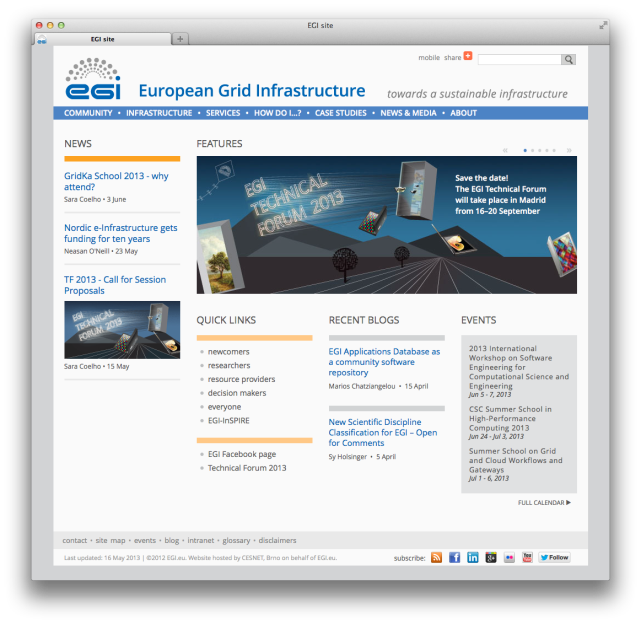 EGI site
EGI site
mobile share
egi
European Grid Infrastructure
towards a sustainable infrastructure
COMMUNITY • INFRASTRUCTURE • SERVICES • HOW DO I...? • CASE STUDIES • NEWS & MEDIA • ABOUT
NEWS
GridKa School 2013 - why
attend?
Sara Coelho • 3 June
Nordic e-Infrastructure gets
funding for ten years
Neasan O'Neill • 23 May
TF 2013 - Call for Session
Proposals
EGI
TECHNICAL
FORUM 2013
Sara Coelho • 15 May
FEATURES
« »
EGI
TECHNICAL
FORUM 2013
Save the date!
The EGI Technical Forum
will take place in Madrid
from 16–20 September
QUICK LINKS
newcomers
researchers
resource providers
decision makers
everyone
EGI-InSPIRE
EGI Facebook page
Technical Forum 2013
RECENT BLOGS
EGI Applications Database as
a community software
repository
Marios Chatziangelou • 15 April
New Scientific Discipline
Classification for EGI – Open
for Comments
Sy Holsinger • 5 April
EVENTS
2013 International
Workshop on Software
Engineering for
Computational Science and
Engineering
Jun 5 - 7, 2013
CSC Summer School in
High-Performance
Computing 2013
Jun 24 - Jul 3, 2013
Summer School on Grid
and Cloud Workflows and
Gateways
Jul 1 - 6, 2013
FULL CALENDAR ▶
contact • site map • events • blog • intranet • glossary • disclaimers
Last updated: 16 May 2013 | ©2012 EGI.eu. Website hosted by CESNET, Brno on behalf of EGI.eu.
subscribe: f in g+ You Tube Follow